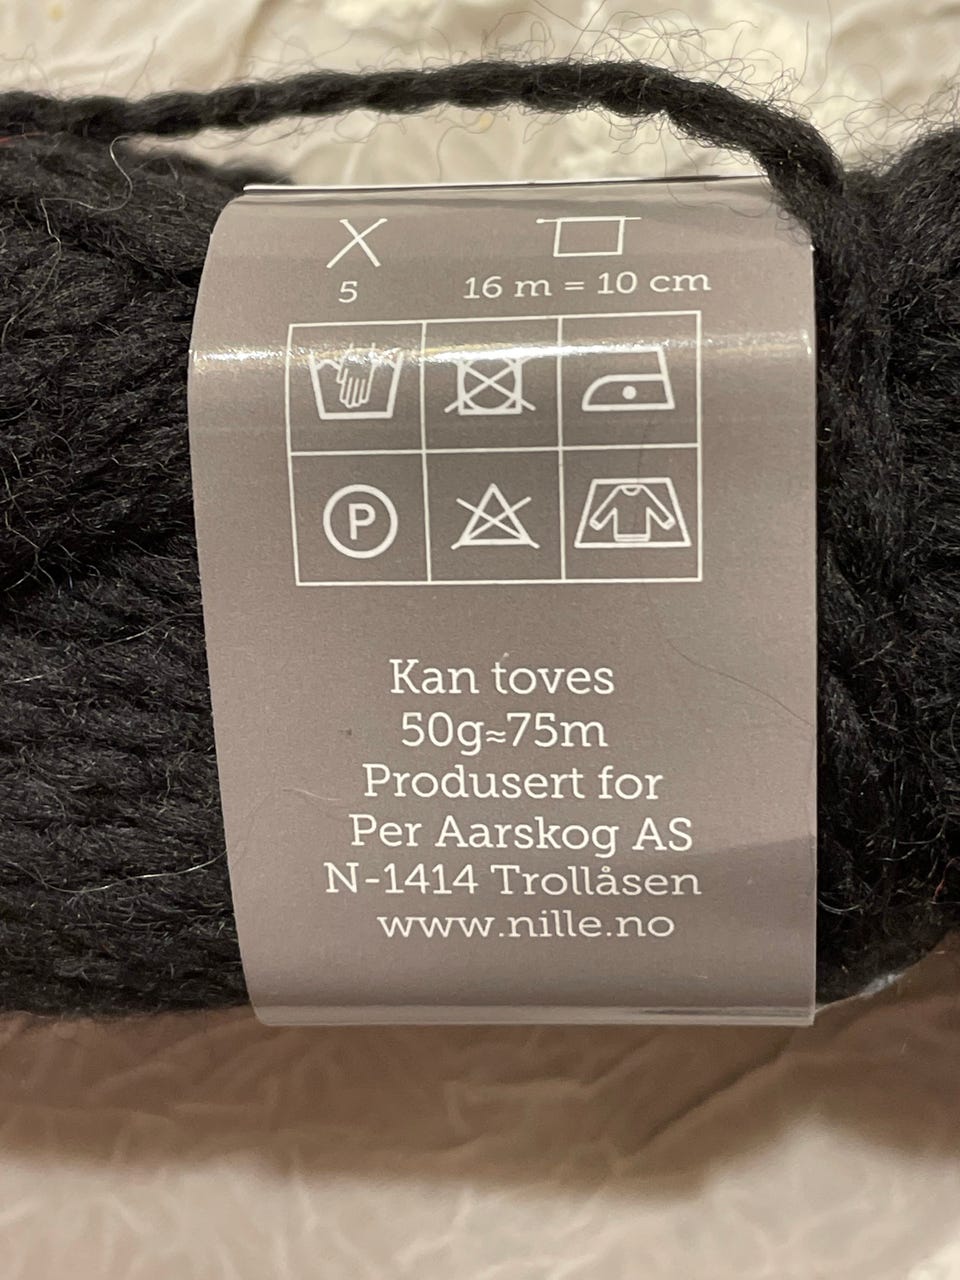 5
16 m = 10 cm
P
Kan toves
50g≈75m
Produsert for
Per Aarskog AS
N-1414 Trollåsen
www.nille.no